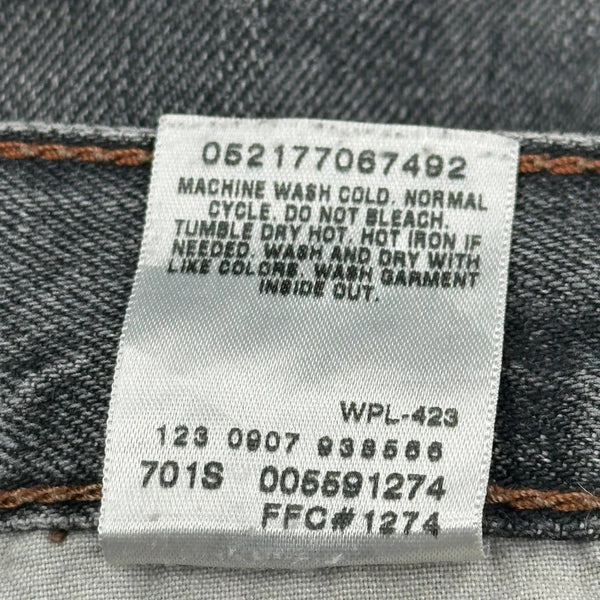 052177067492
MACHINE WASH COLD. NORMAL
CYCLE. DO NOT BLEACH.
TUMBLE DRY HOT. HOT IRON IF
NEEDED. WASH AND DRY WITH
LIKE COLORS. WASH GARMENT
INSIDE OUT.
WPL-423
123 0907 938566
701S 005591274
FFC#1274